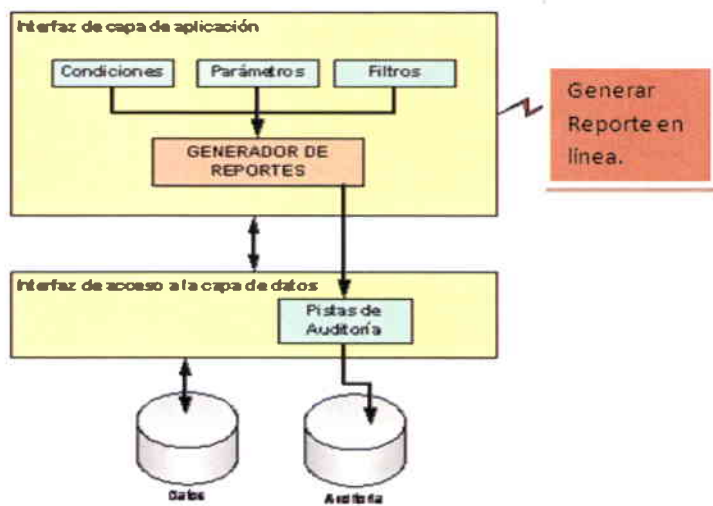 Interfaz de capa de aplicación
Condiciones
Parámetros
Filtros
GENERADOR DE
REPORTES
Generar
Reporte en
línea.
Interfaz de acceso a la capa de datos
Pistas de
Auditoría
Datos
Auditoria